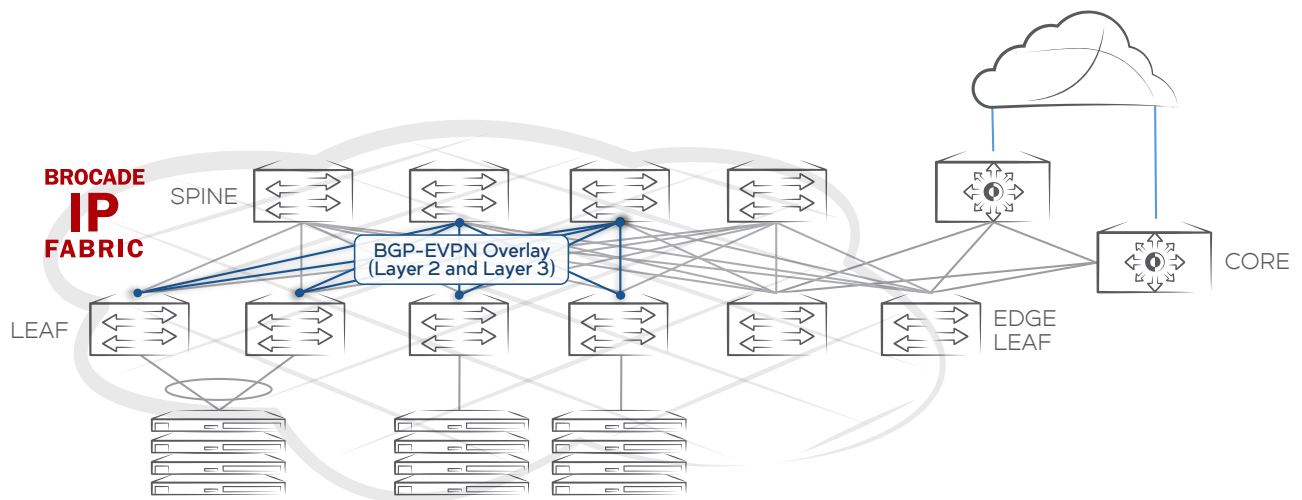 BROCADE
IP
FABRIC
SPINE
BGP-EVPN Overlay
(Layer 2 and Layer 3)
CORE
LEAF
EDGE
LEAF